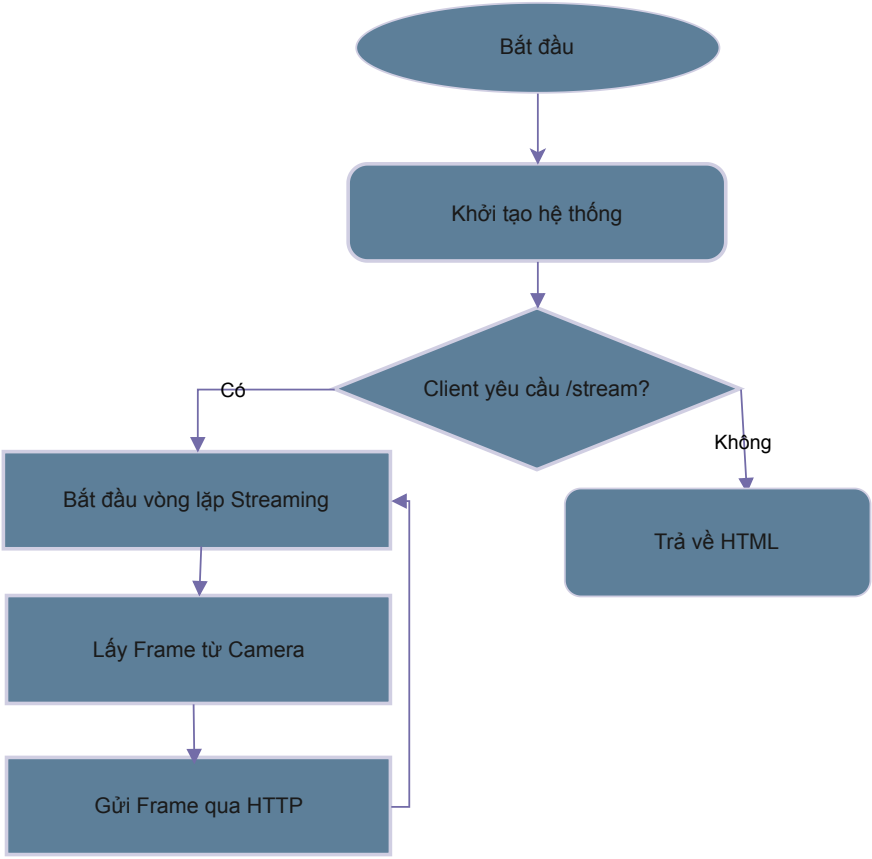 Bắt đầu
Khởi tạo hệ thống
Client yêu cầu /stream?
Có
Không
Bắt đầu vòng lặp Streaming
Trả về HTML
Lấy Frame từ Camera
Gửi Frame qua HTTP